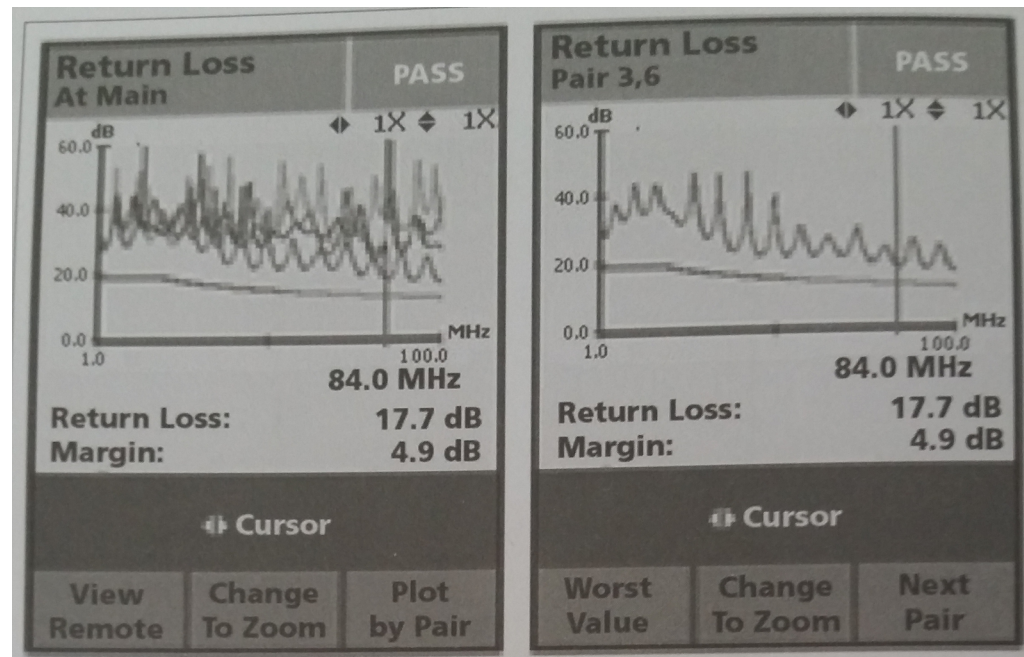 Return Loss
At Main
PASS
1X 1X
dB
60.0
40.0
20.0
0.0
MHz
1.0 100.0
84.0 MHz
Return Loss: 17.7 dB
Margin: 4.9 dB
Cursor
View Remote
Change To Zoom
Plot by Pair
Return Loss
Pair 3,6
PASS
1X 1X
dB
60.0
40.0
20.0
0.0
MHz
1.0 100.0
84.0 MHz
Return Loss: 17.7 dB
Margin: 4.9 dB
Cursor
Worst Value
Change To Zoom
Next Pair